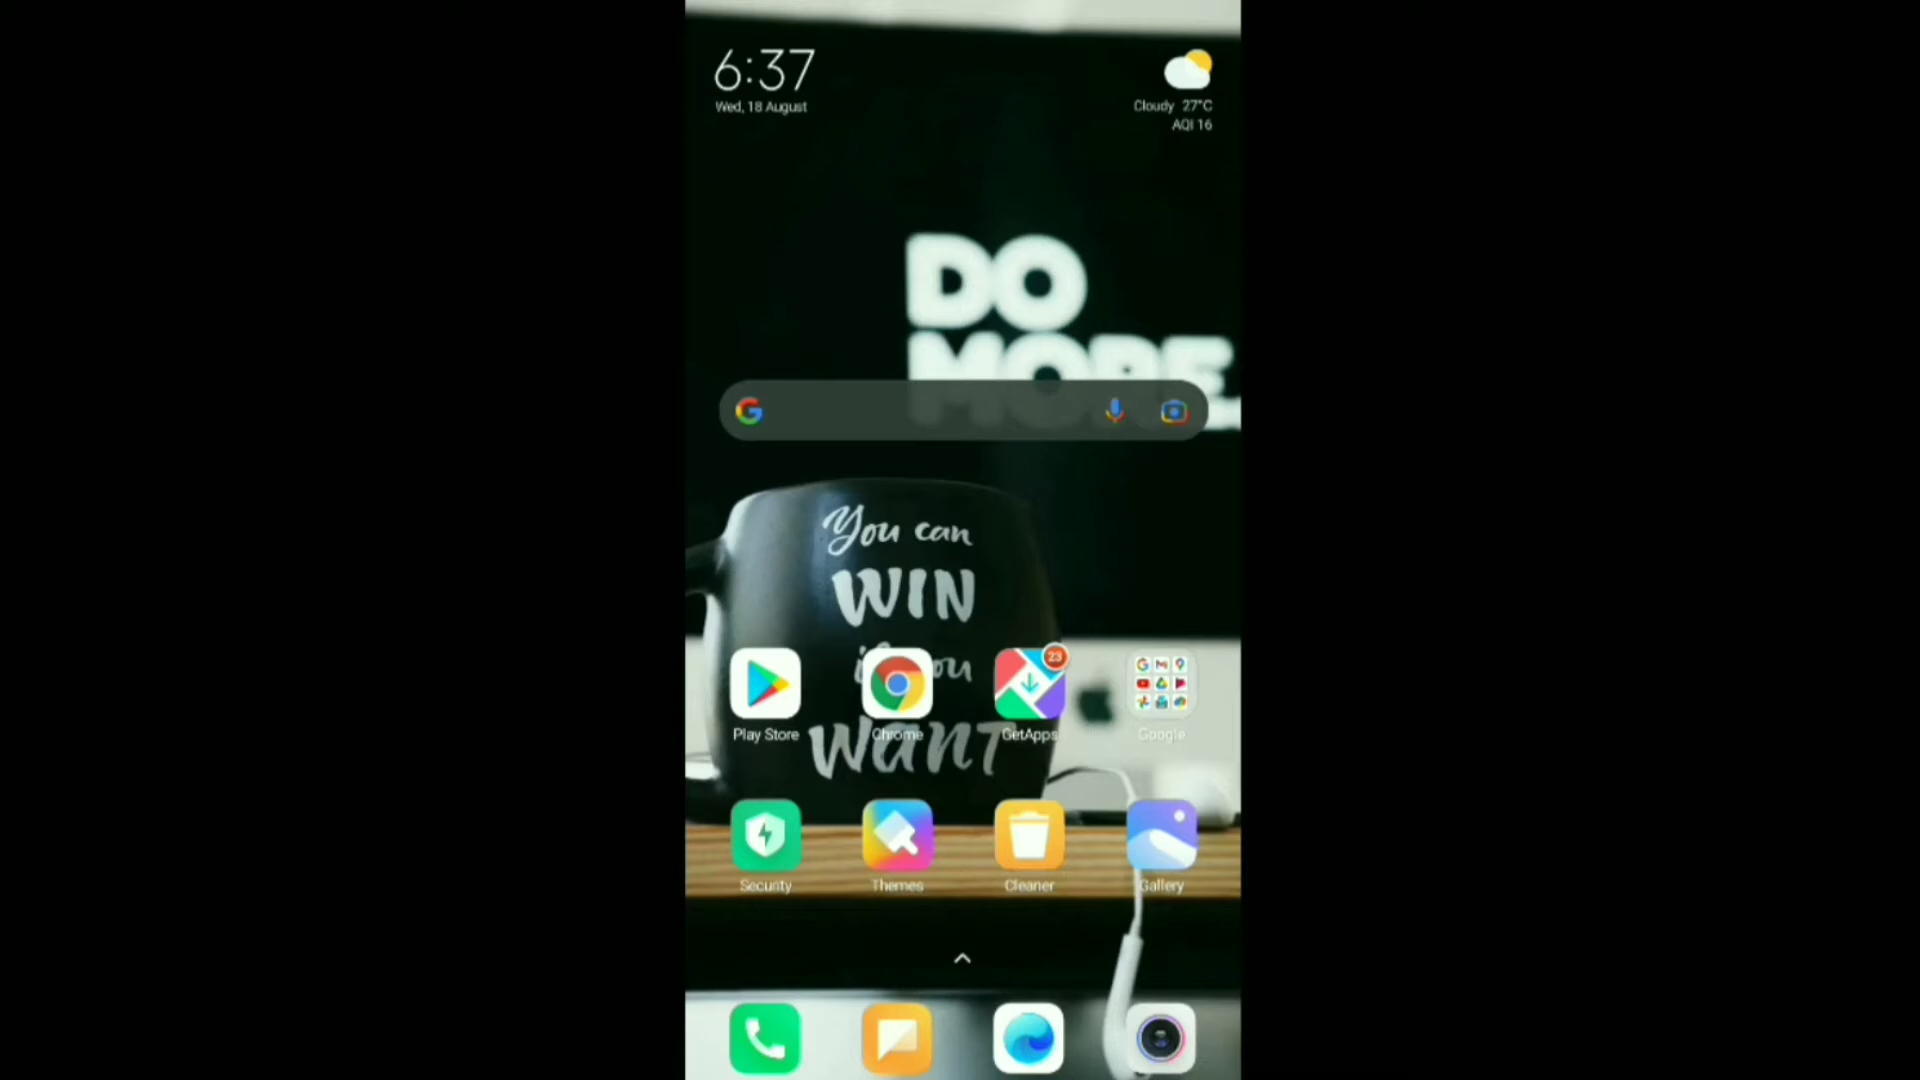 6:37
Wed, 18 August
Cloudy 27°C
AQI 16
DO
MORE
You can
WIN
if you
WANT
23
Play Store
Chrome
GetApps
Google
Security
Themes
Cleaner
Gallery